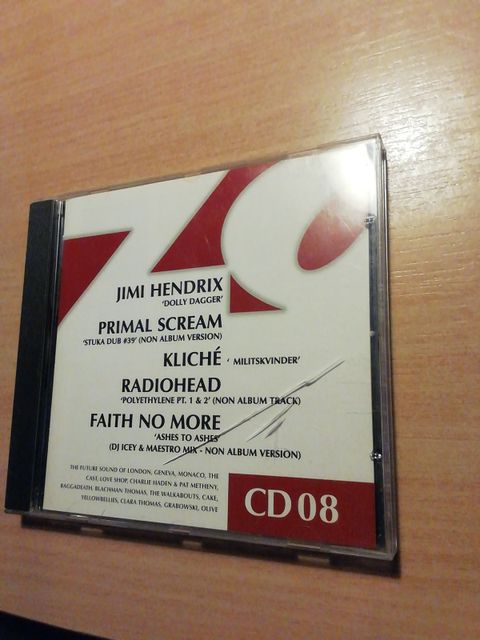 ZO
JIMI HENDRIX
'DOLLY DAGGER'
PRIMAL SCREAM
'STUKA DUB #39' (NON ALBUM VERSION)
KLICHÉ ' MILITSKVINDER'
RADIOHEAD
'POLYETHYLENE PT. 1 & 2' (NON ALBUM TRACK)
FAITH NO MORE
'ASHES TO ASHES'
(DJ ICEY & MAESTRO MIX - NON ALBUM VERSION)
THE FUTURE SOUND OF LONDON, GENEVA, MONACO, THE
CAST, LOVE SHOP, CHARLIE HADEN & PAT METHENY,
RAGGADEATH, BLACHMAN THOMAS, THE WALKABOUTS, CAKE,
YELLOWBELLIES, CLARA THOMAS, GRABOWSKI, OLIVE
CD 08